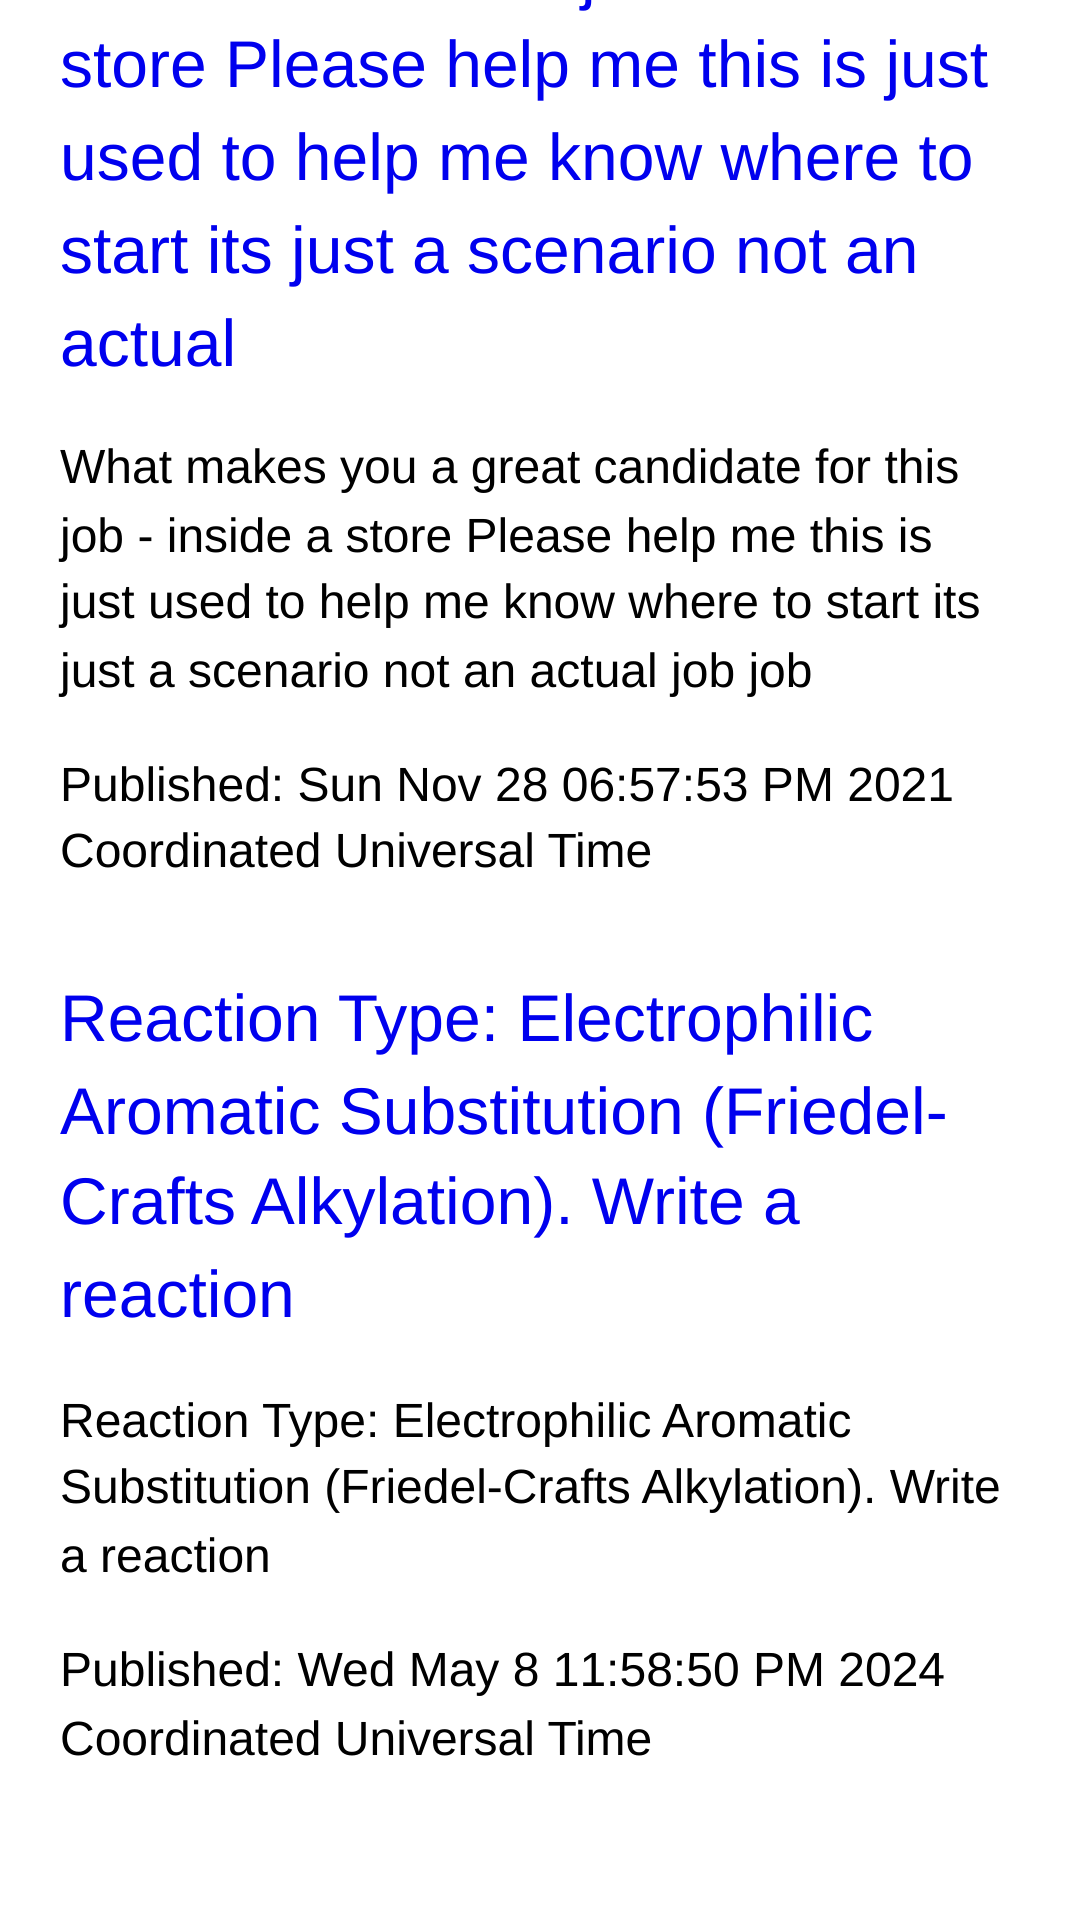 store Please help me this is just
used to help me know where to
start its just a scenario not an
actual
What makes you a great candidate for this
job - inside a store Please help me this is
just used to help me know where to start its
just a scenario not an actual job job
Published: Sun Nov 28 06:57:53 PM 2021
Coordinated Universal Time
Reaction Type: Electrophilic
Aromatic Substitution (Friedel-
Crafts Alkylation). Write a
reaction
Reaction Type: Electrophilic Aromatic
Substitution (Friedel-Crafts Alkylation). Write
a reaction
Published: Wed May 8 11:58:50 PM 2024
Coordinated Universal Time